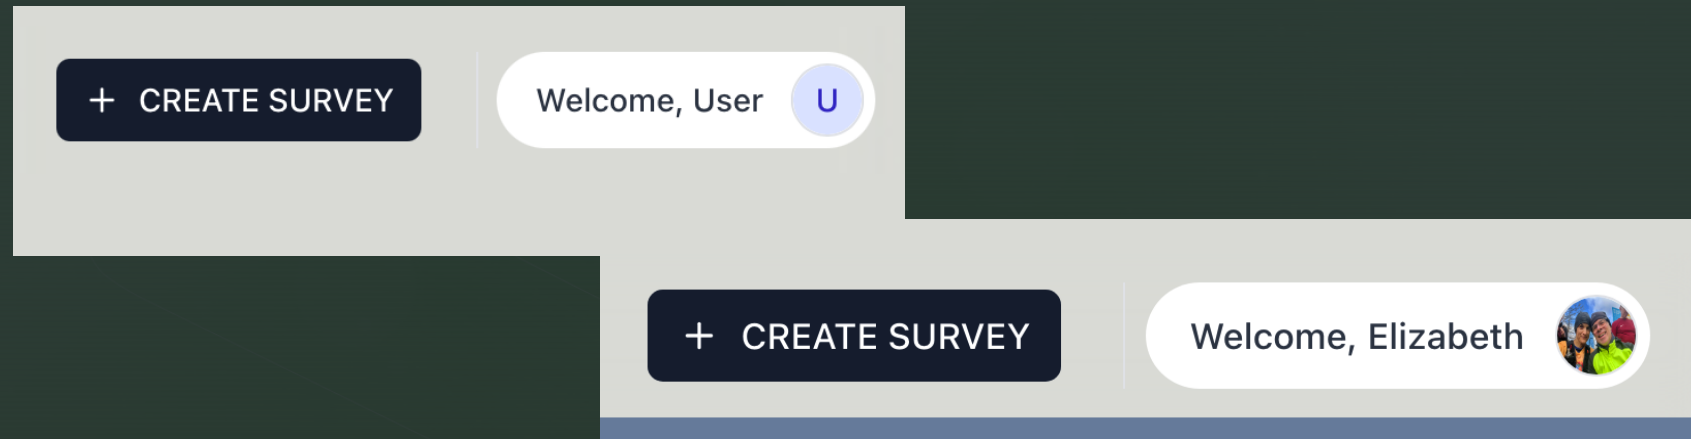 + CREATE SURVEY
Welcome, User
U
+ CREATE SURVEY
Welcome, Elizabeth